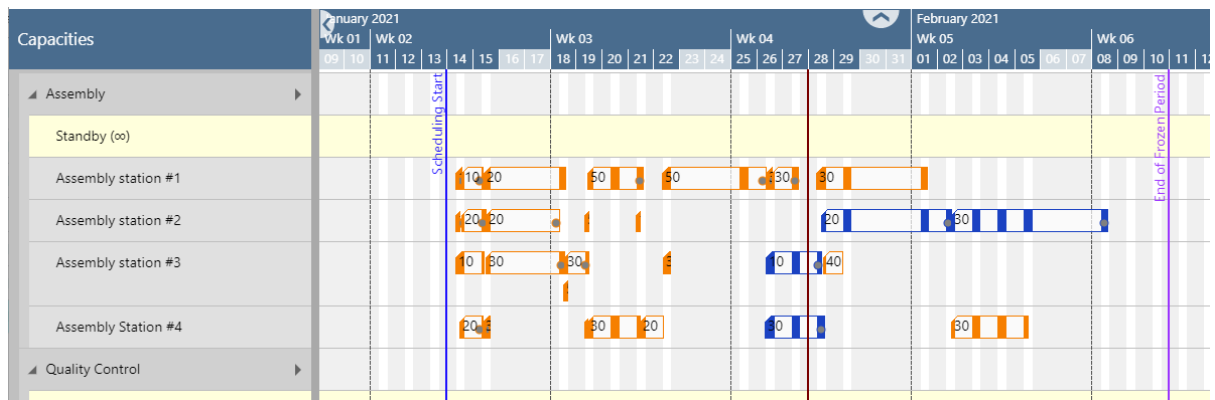 Capacities
anuary 2021 February 2021
Wk 01 Wk 02 Wk 03 Wk 04 Wk 05 Wk 06
09 10 11 12 13 14 15 16 17 18 19 20 21 22 23 24 25 26 27 28 29 30 31 01 02 03 04 05 06 07 08 09 10 11 12
Scheduling Start
End of Frozen Period
Assembly
Standby (∞)
Assembly station #1 10 20 50 50 30 30
Assembly station #2 20 20 20 30
Assembly station #3 10 30 30 10 40
Assembly Station #4 20 30 20 30 30
Quality Control